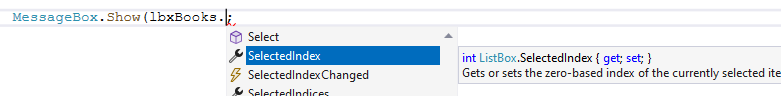 MessageBox.Show(lbxBooks.;
Select
SelectedIndex
int ListBox.SelectedIndex { get; set; }
SelectedIndexChanged
Gets or sets the zero-based index of the currently selected ite
SelectedIndices